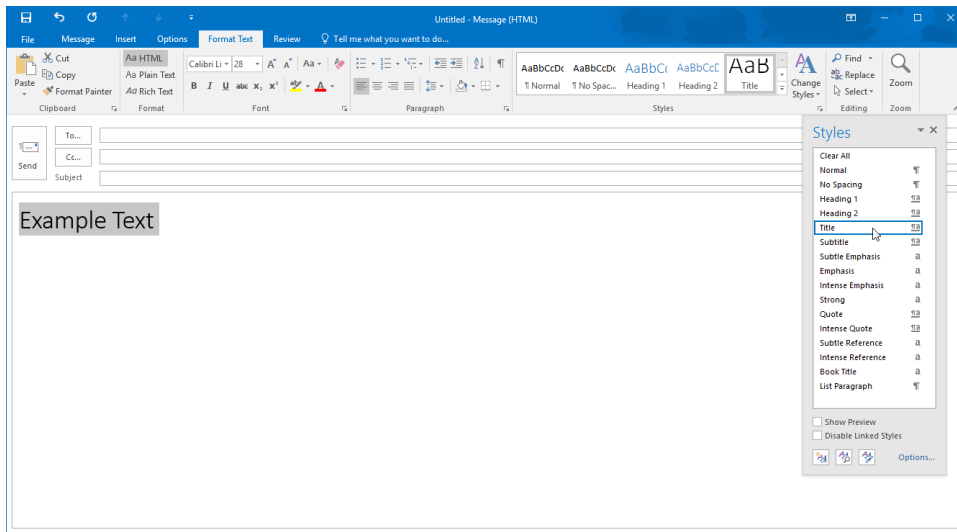 Untitled - Message (HTML)
File Message Insert Options Format Text Review Tell me what you want to do...
Paste
Cut
Copy
Format Painter
Clipboard
Aa HTML
Aa Plain Text
Aa Rich Text
Format
Calibri Li 28 A A Aa
B I U abc x₂ x² A
Font
Paragraph
AaBbCcDc AaBbCcDc AaBbCc AaBbCcC AaB
¶ Normal ¶ No Spac... Heading 1 Heading 2 Title
Change Styles
Styles
Find
Replace
Select
Editing
Zoom
Zoom
Send
To...
Cc...
Subject
Example Text
Styles
Clear All
Normal ¶
No Spacing ¶
Heading 1 ¶a
Heading 2 ¶a
Title ¶a
Subtitle ¶a
Subtle Emphasis a
Emphasis a
Intense Emphasis a
Strong a
Quote ¶a
Intense Quote ¶a
Subtle Reference a
Intense Reference a
Book Title a
List Paragraph ¶
Show Preview
Disable Linked Styles
Options...